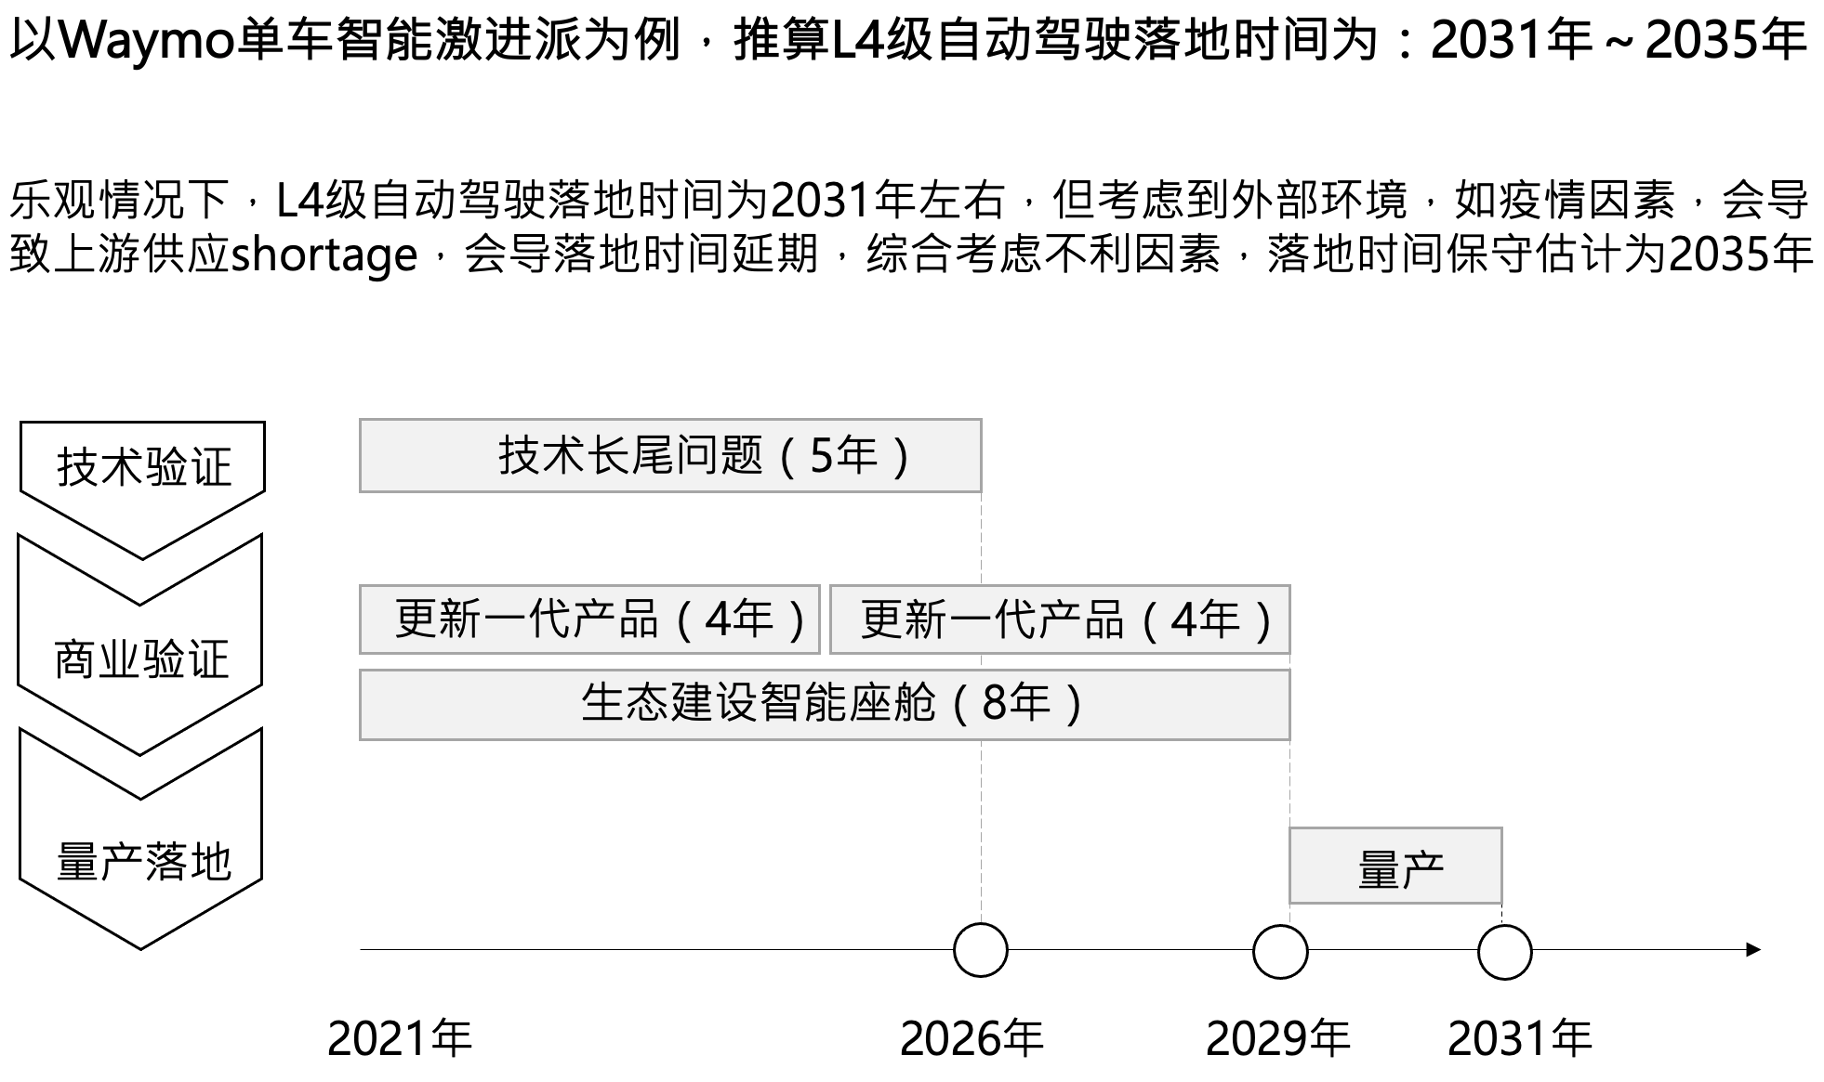 以Waymo单车智能激进派为例，推算L4级自动驾驶落地时间为：2031年～2035年
乐观情况下，L4级自动驾驶落地时间为2031年左右，但考虑到外部环境，如疫情因素，会导
致上游供应shortage，会导落地时间延期，综合考虑不利因素，落地时间保守估计为2035年
技术验证
技术长尾问题（5年）
商业验证
更新一代产品（4年）
更新一代产品（4年）
生态建设智能座舱（8年）
量产落地
量产
2021年
2026年
2029年
2031年